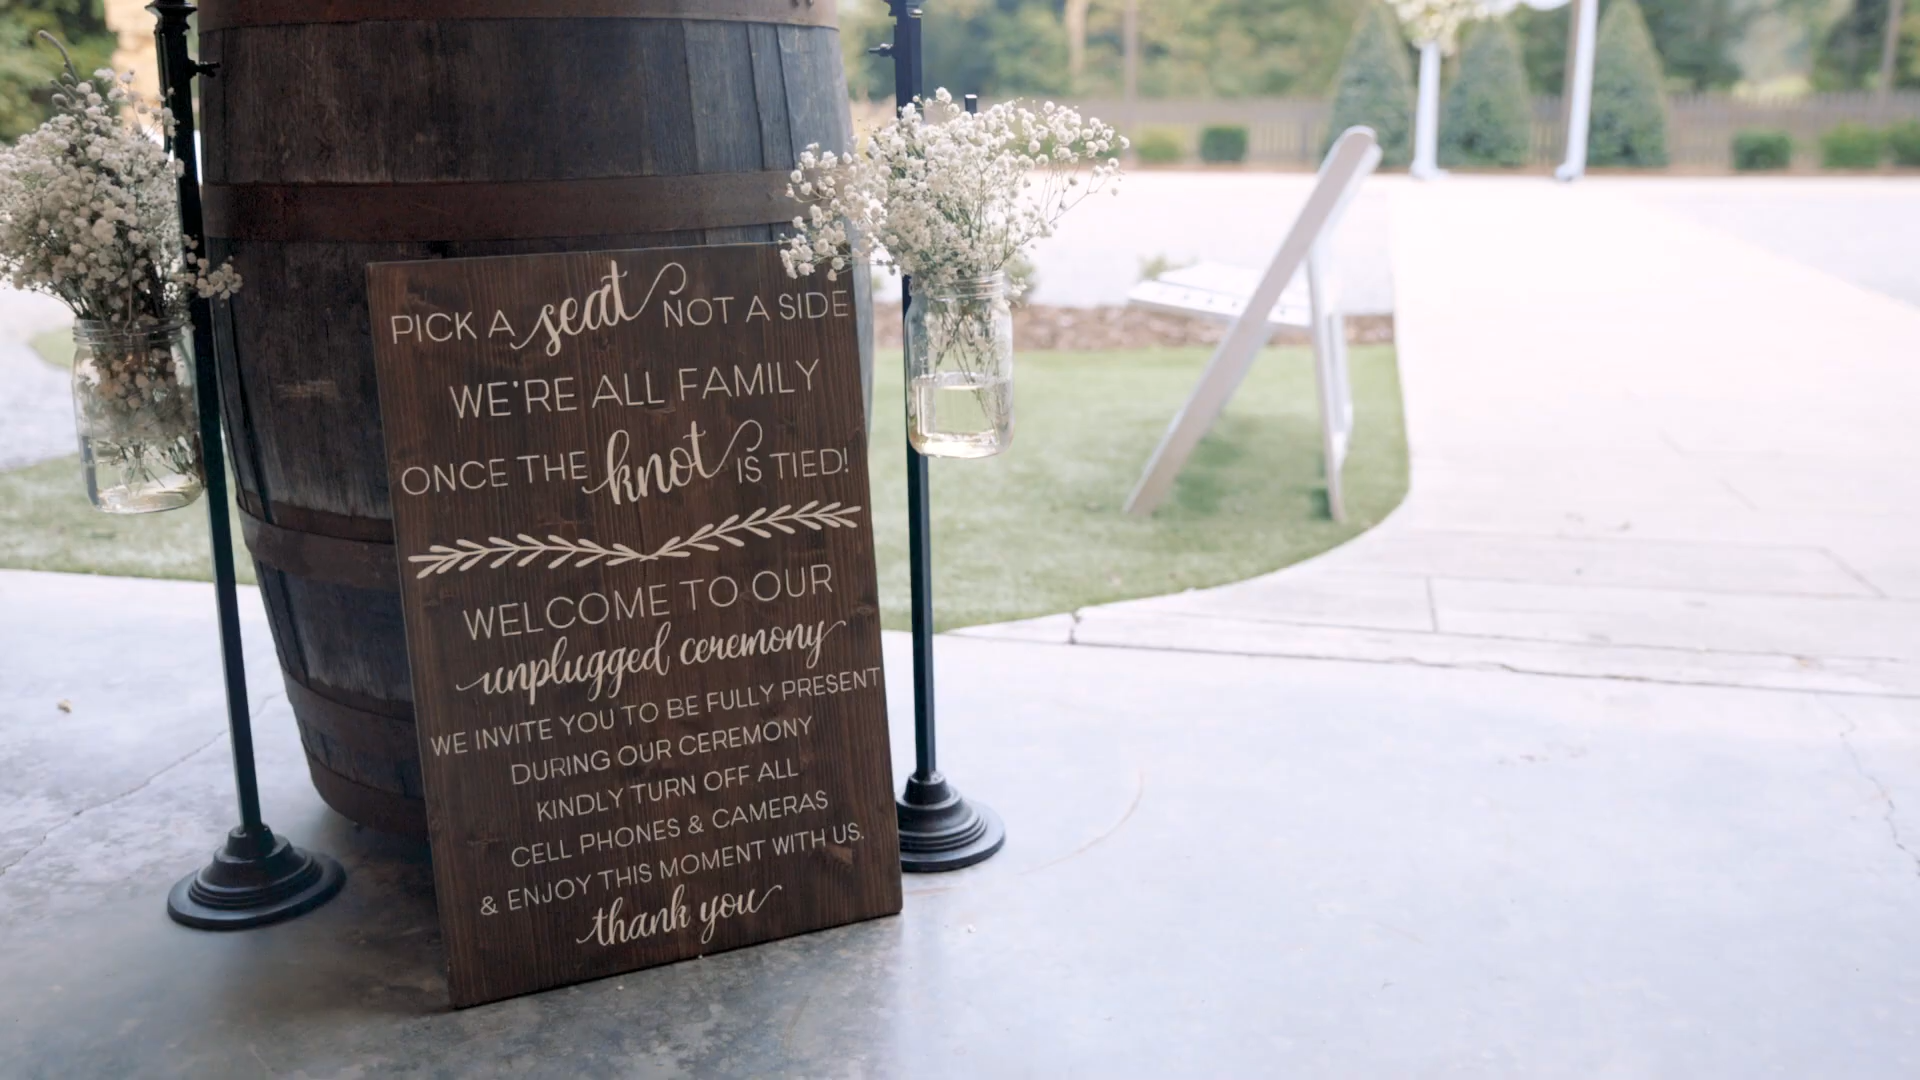 PICK A seat NOT A SIDE
WE'RE ALL FAMILY
ONCE THE knot IS TIED!
WELCOME TO OUR
unplugged ceremony
WE INVITE YOU TO BE FULLY PRESENT
DURING OUR CEREMONY
KINDLY TURN OFF ALL
CELL PHONES & CAMERAS
& ENJOY THIS MOMENT WITH US.
thank you